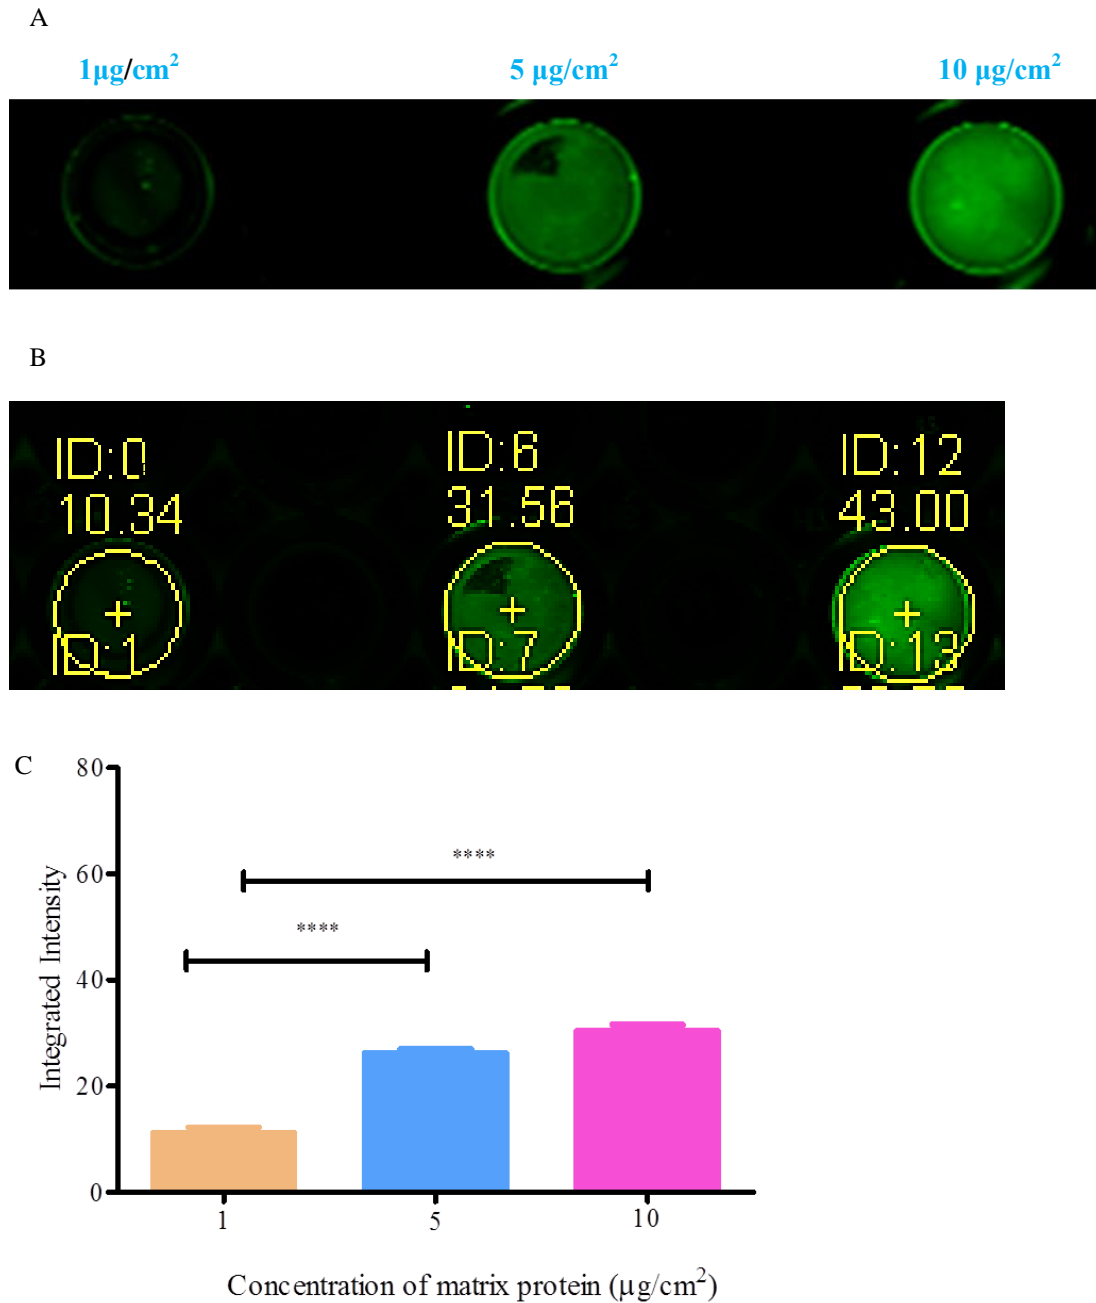 A
1µg/cm²
5 µg/cm²
10 µg/cm²
B
ID:0
10.34
ID:1
ID:6
31.56
ID:7
ID:12
43.00
ID:13
C
80
60
40
20
0
Integrated Intensity
****
****
1
5
10
Concentration of matrix protein (µg/cm²)